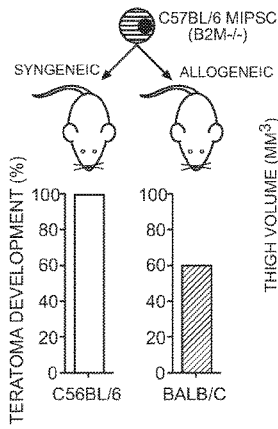 C57BL/6 MIPSC
(B2M-/-)
SYNGENEIC
ALLOGENEIC
TERATOMA DEVELOPMENT (%)
100
80
60
40
20
0
C56BL/6
100
80
60
40
20
0
BALB/C
THIGH VOLUME (MM³)